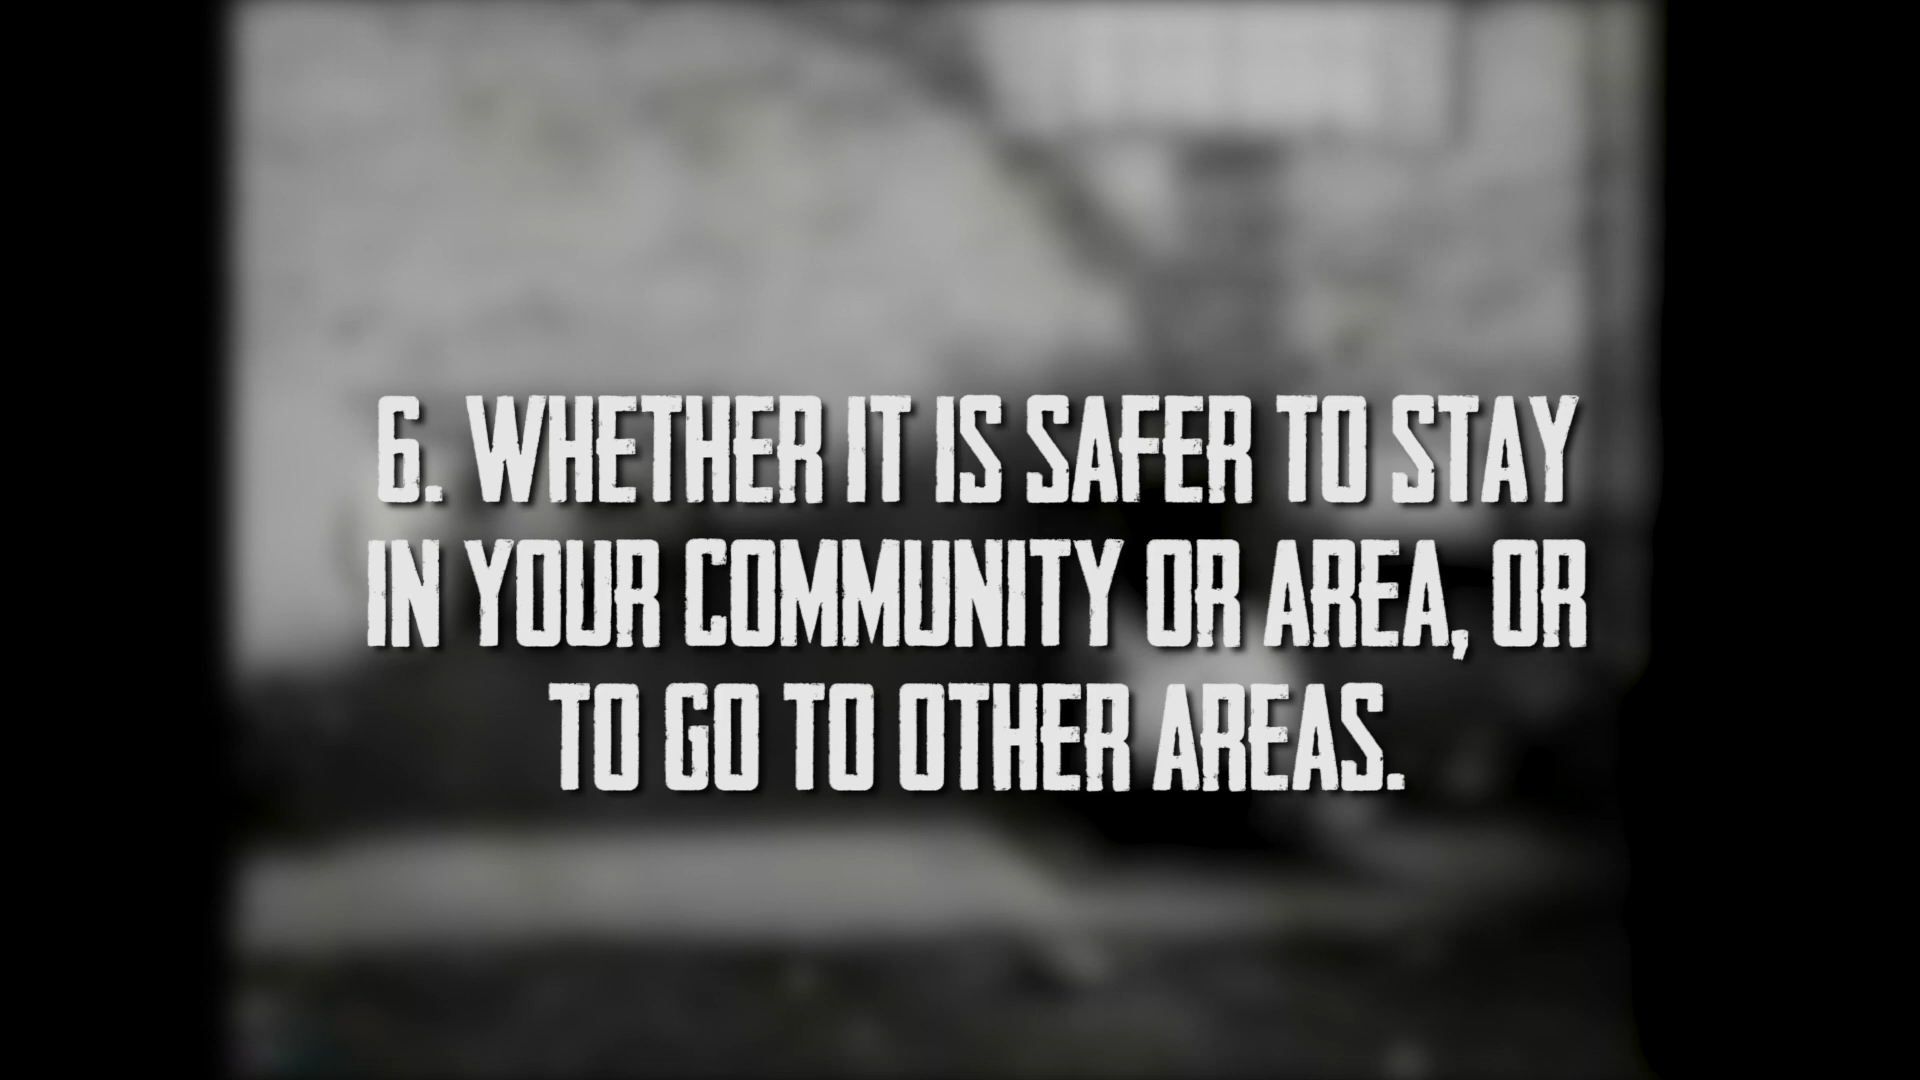 6. WHETHER IT IS SAFER TO STAY
IN YOUR COMMUNITY OR AREA, OR
TO GO TO OTHER AREAS.